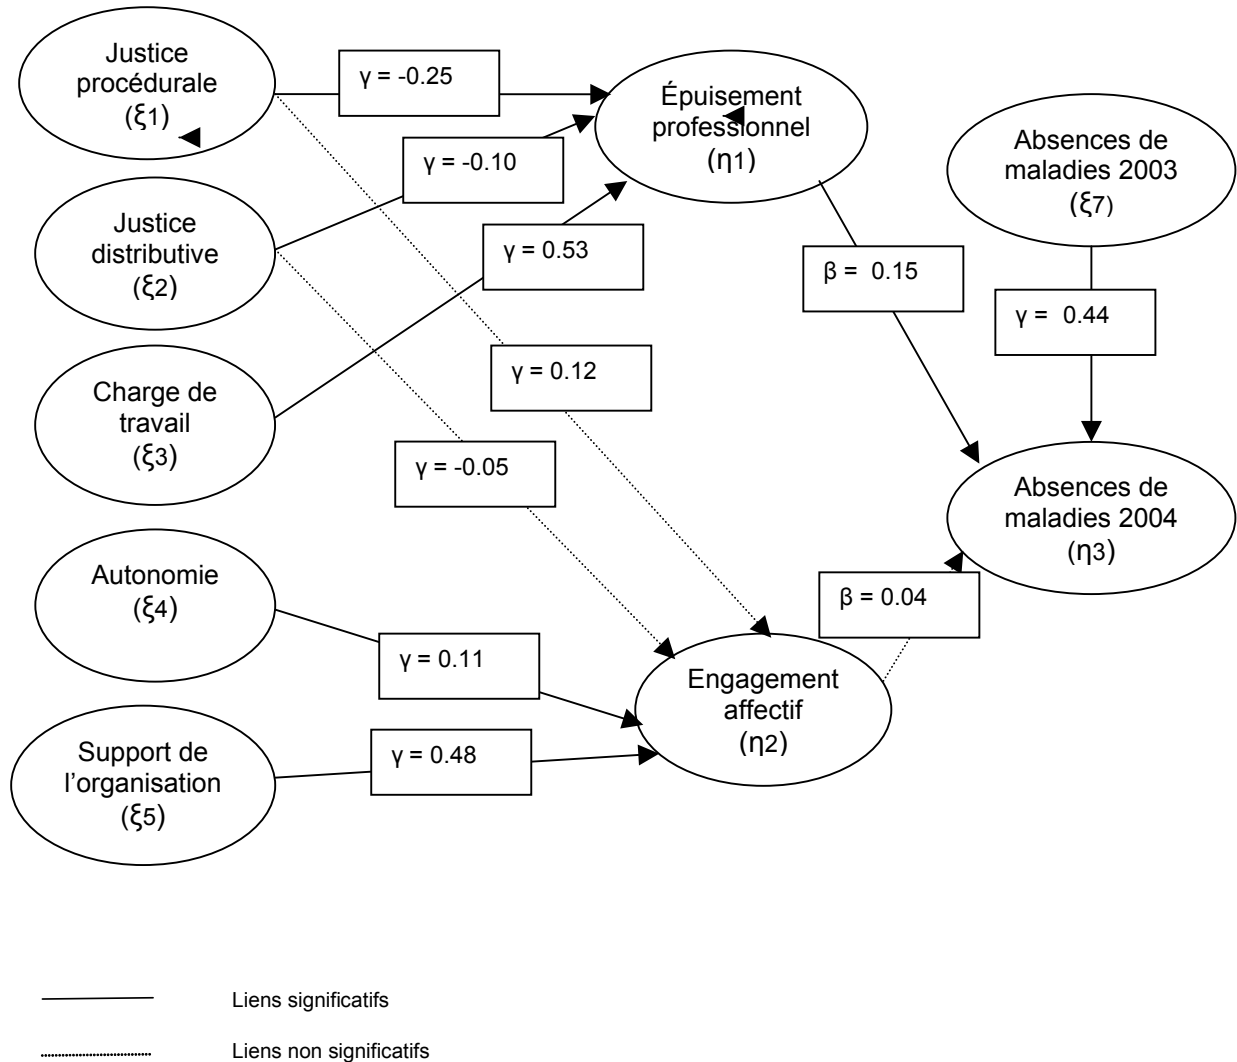 Justice
procédurale
(ξ1)
γ = -0.25
Épuisement
professionnel
(η1)
Absences de
maladies 2003
(ξ7)
γ = -0.10
Justice
distributive
(ξ2)
γ = 0.53
β =  0.15
γ =  0.44
Charge de
travail
(ξ3)
γ = 0.12
γ = -0.05
Absences de
maladies 2004
(η3)
Autonomie
(ξ4)
β = 0.04
γ = 0.11
Engagement
affectif
(η2)
Support de
l’organisation
(ξ5)
γ = 0.48
Liens significatifs
Liens non significatifs